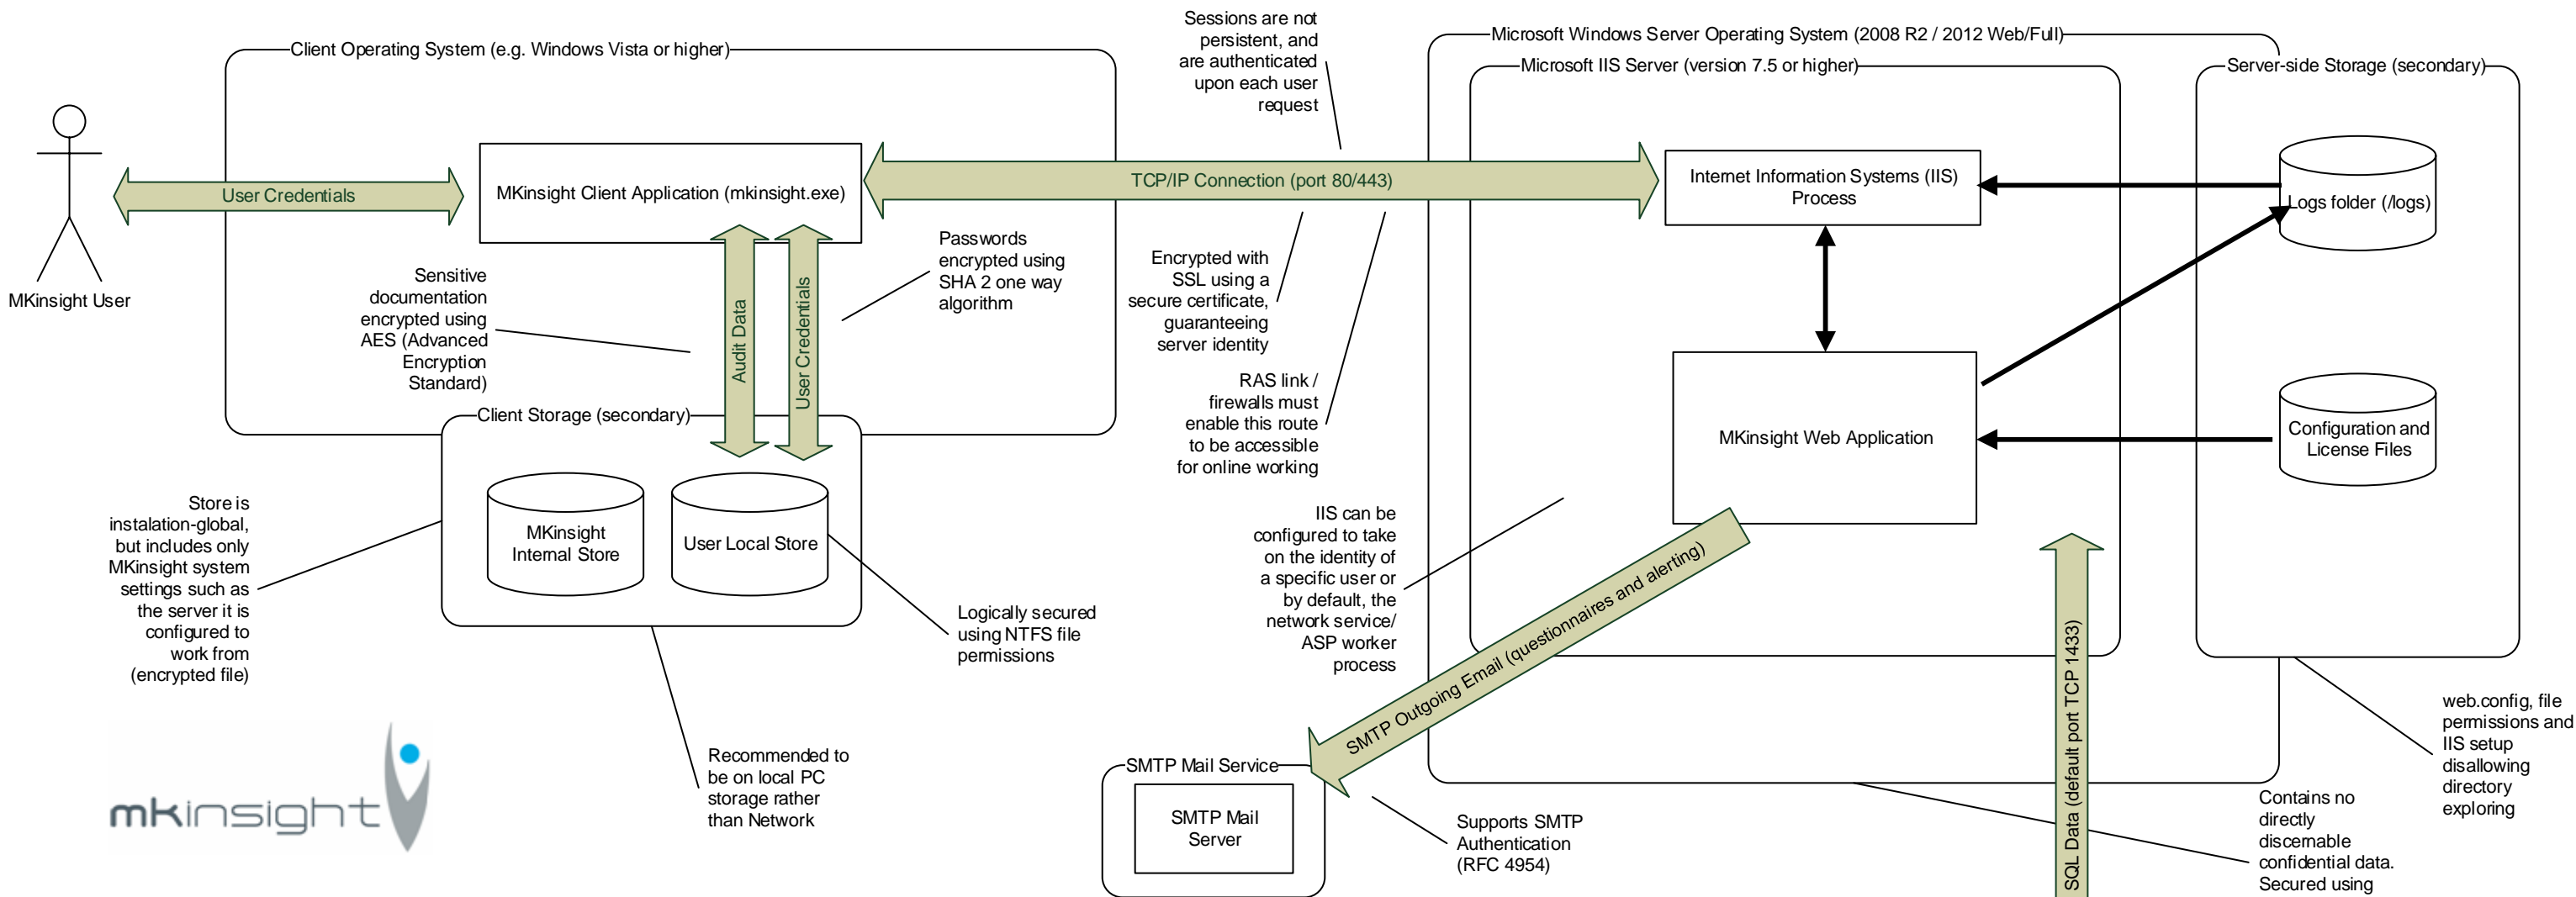 Client Operating System (e.g. Windows Vista or higher)
MKinsight User
User Credentials
MKinsight Client Application (mkinsight.exe)
Sensitive
documentation
encrypted using
AES (Advanced
Encryption
Standard)
Audit Data
User Credentials
Passwords
encrypted using
SHA 2 one way
algorithm
Client Storage (secondary)
MKinsight
Internal Store
User Local Store
Store is
instalation-global,
but includes only
MKinsight system
settings such as
the server it is
configured to
work from
(encrypted file)
Logically secured
using NTFS file
permissions
Recommended to
be on local PC
storage rather
than Network
mkinsight
Sessions are not
persistent, and
are authenticated
upon each user
request
TCP/IP Connection (port 80/443)
Encrypted with
SSL using a
secure certificate,
guaranteeing
server identity
RAS link /
firewalls must
enable this route
to be accessible
for online working
Microsoft Windows Server Operating System (2008 R2 / 2012 Web/Full)
Microsoft IIS Server (version 7.5 or higher)
Internet Information Systems (IIS)
Process
MKinsight Web Application
IIS can be
configured to take
on the identity of
a specific user or
by default, the
network service/
ASP worker
process
SMTP Outgoing Email (questionnaires and alerting)
SMTP Mail Service
SMTP Mail
Server
Supports SMTP
Authentication
(RFC 4954)
SQL Data (default port TCP 1433)
Server-side Storage (secondary)
Logs folder (/logs)
Configuration and
License Files
web.config, file
permissions and
IIS setup
disallowing
directory
exploring
Contains no
directly
discernable
confidential data.
Secured using